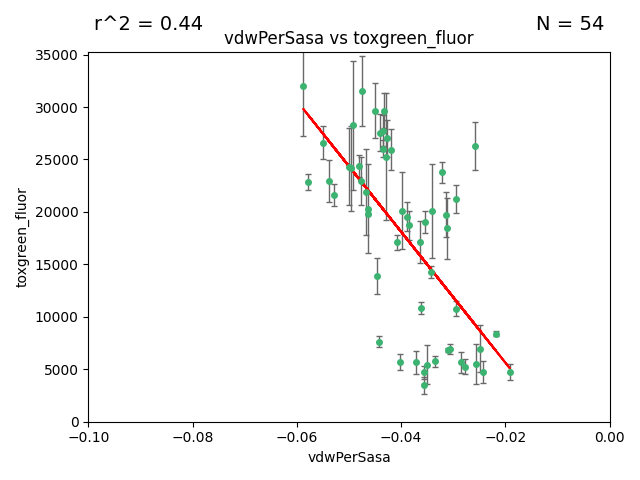 r^2 = 0.44
N = 54
vdwPerSasa vs toxgreen_fluor
35000
30000
25000
20000
15000
10000
5000
0
toxgreen_fluor
−0.10
−0.08
−0.06
−0.04
−0.02
0.00
vdwPerSasa